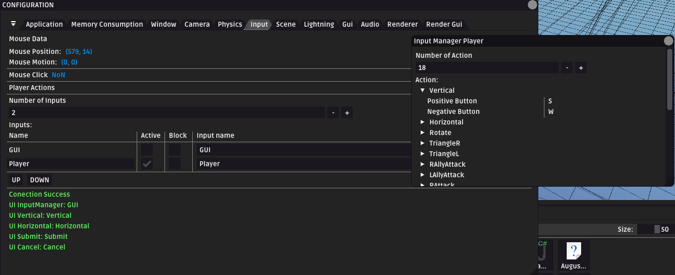 CONFIGURATION
Application Memory Consumption Window Camera Physics Input Scene Lightning Gui Audio Renderer Render Gui
Mouse Data
Mouse Position: (579, 14)
Mouse Motion: (0, 0)
Mouse Click NoN
Player Actions
Number of Inputs
2 - +
Inputs:
Name Active Block Input name
GUI GUI
Player Player
UP DOWN
Conection Success
UI InputManager: GUI
UI Vertical: Vertical
UI Horizontal: Horizontal
UI Submit: Submit
UI Cancel: Cancel
Input Manager Player
Number of Action
18 - +
Action:
Vertical
Positive Button S
Negative Button W
Horizontal
Rotate
TriangleR
TriangleL
RAllyAttack
LAllyAttack
RAttack
Size: 50
C#
?
a... Augus...